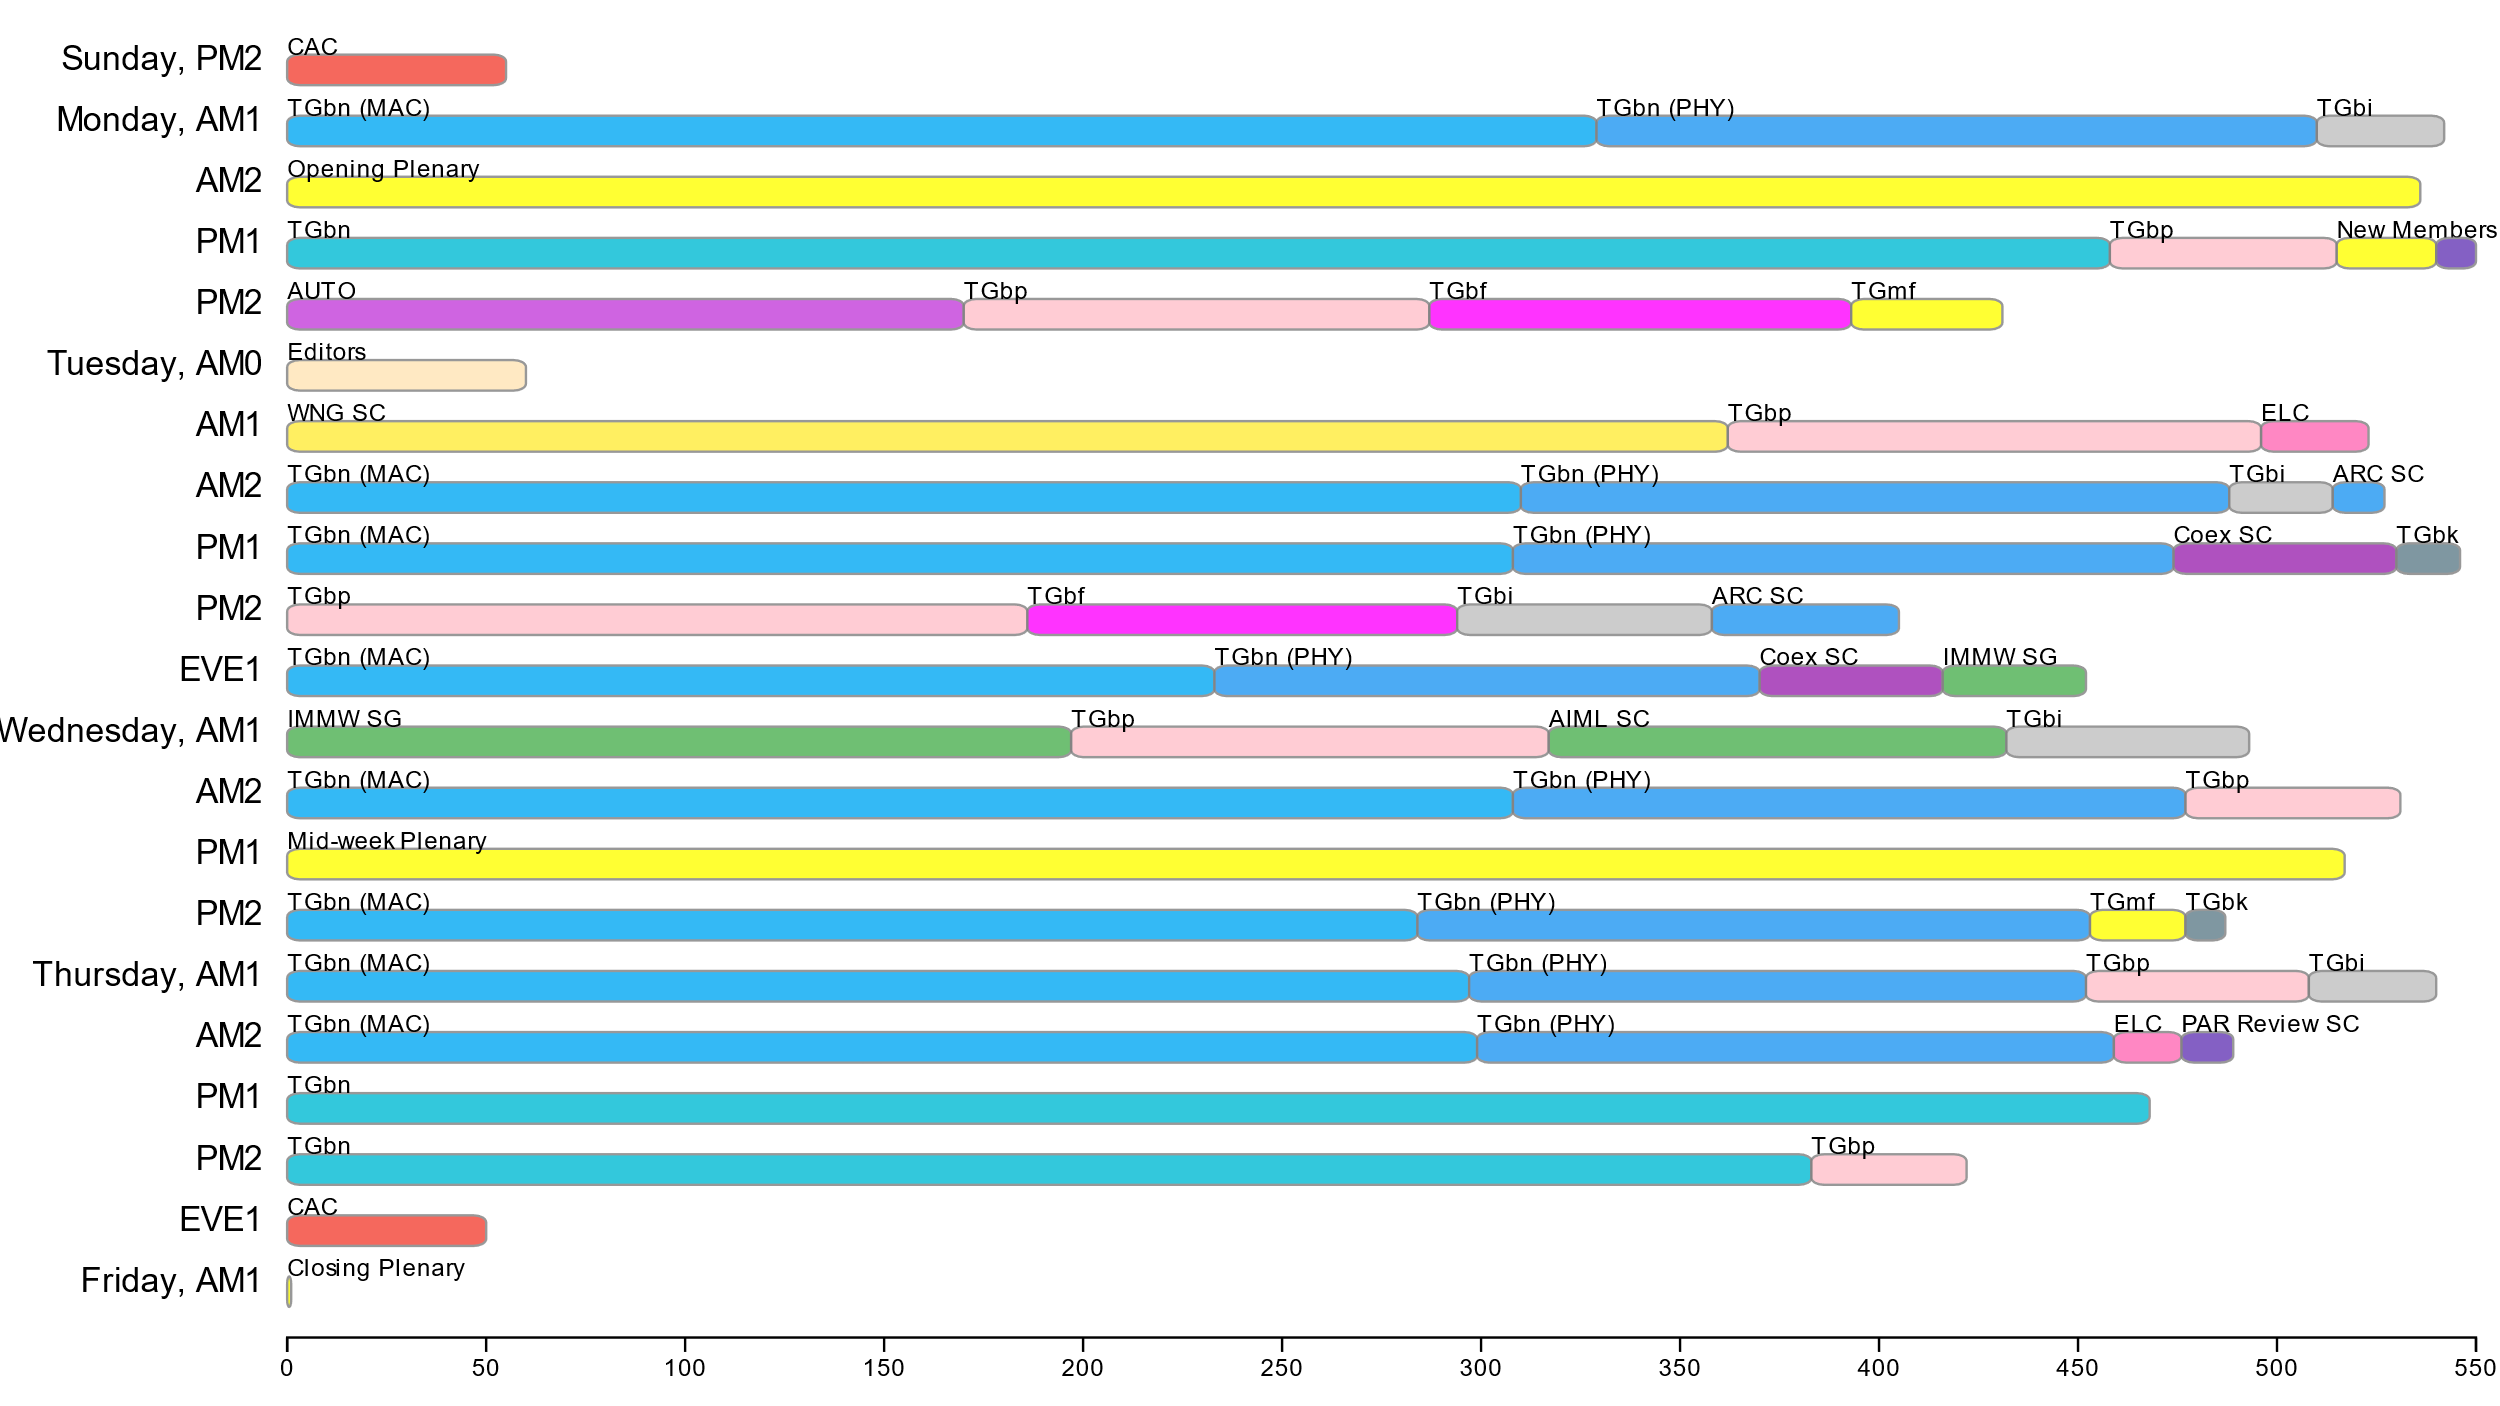 Sunday, PM2 CAC
Monday, AM1 TGbn (MAC) TGbn (PHY) TGbi
AM2 Opening Plenary
PM1 TGbn TGbp New Members
PM2 AUTO TGbp TGbf TGmf
Tuesday, AM0 Editors
AM1 WNG SC TGbp ELC
AM2 TGbn (MAC) TGbn (PHY) TGbi ARC SC
PM1 TGbn (MAC) TGbn (PHY) Coex SC TGbk
PM2 TGbp TGbf TGbi ARC SC
EVE1 TGbn (MAC) TGbn (PHY) Coex SC IMMW SG
Wednesday, AM1 IMMW SG TGbp AIML SC TGbi
AM2 TGbn (MAC) TGbn (PHY) TGbp
PM1 Mid-week Plenary
PM2 TGbn (MAC) TGbn (PHY) TGmf TGbk
Thursday, AM1 TGbn (MAC) TGbn (PHY) TGbp TGbi
AM2 TGbn (MAC) TGbn (PHY) ELC PAR Review SC
PM1 TGbn
PM2 TGbn TGbp
EVE1 CAC
Friday, AM1 Closing Plenary
0 50 100 150 200 250 300 350 400 450 500 550